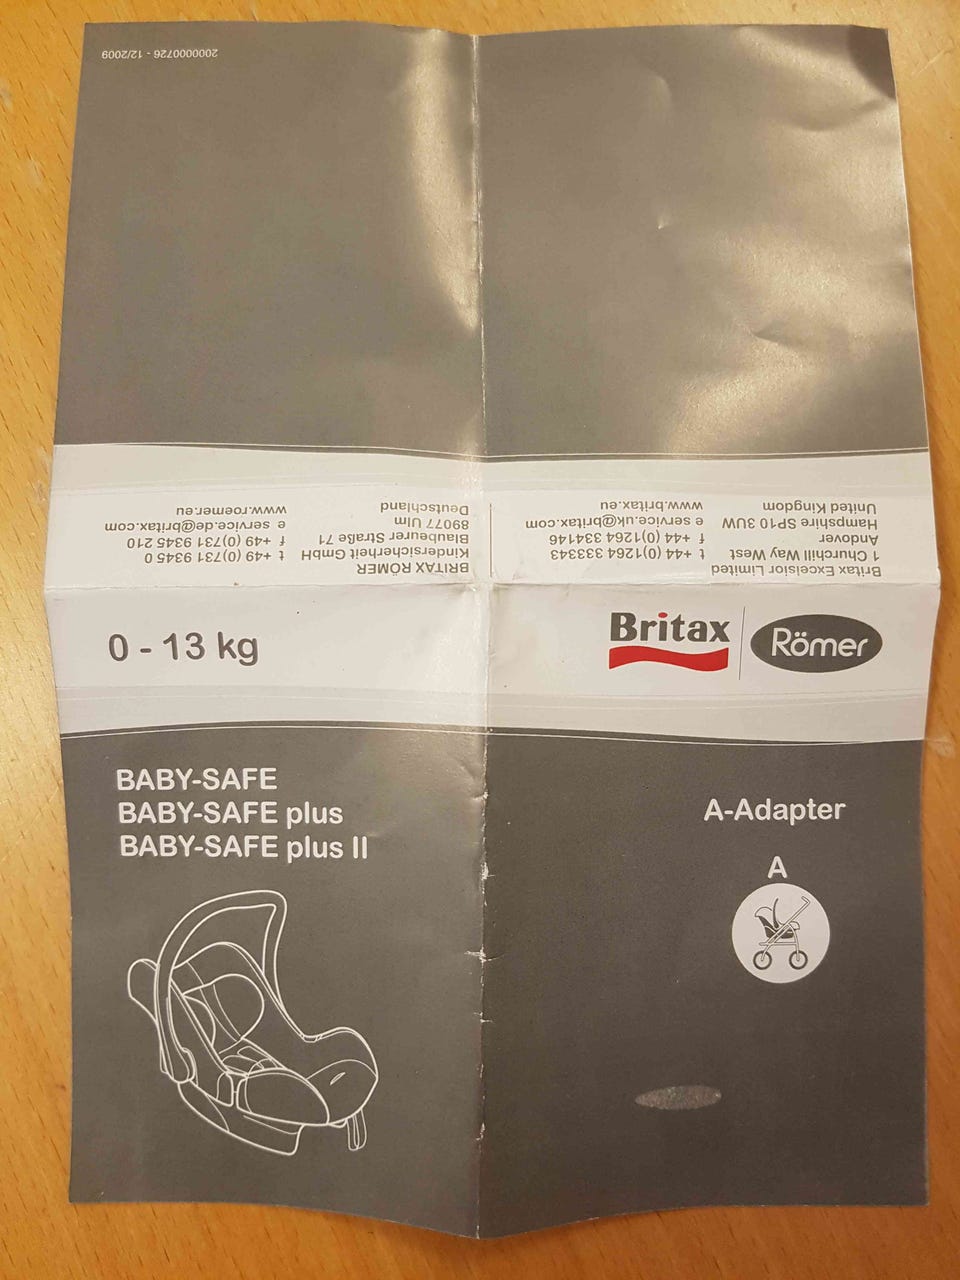 2000000726 - 12/2009
Britax Excelsior Limited
1 Churchill Way West
Andover
Hampshire SP10 3UW
United Kingdom
t +44 (0)1264 333343
f +44 (0)1264 334146
e service.uk@britax.com
www.britax.eu
BRITAX RÖMER
Kindersicherheit GmbH
Blaubeurer Straße 71
89077 Ulm
Deutschland
t +49 (0)731 9345 0
f +49 (0)731 9345 210
e service.de@britax.com
www.roemer.eu
0 - 13 kg
Britax Römer
BABY-SAFE
BABY-SAFE plus
BABY-SAFE plus II
A-Adapter
A